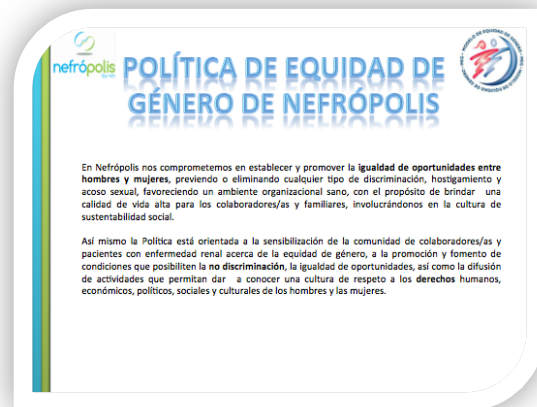 nefrópolis
POLÍTICA DE EQUIDAD DE
GÉNERO DE NEFRÓPOLIS
En Nefrópolis nos comprometemos en establecer y promover la igualdad de oportunidades entre
hombres y mujeres, previendo o eliminando cualquier tipo de discriminación, hostigamiento y
acoso sexual, favoreciendo un ambiente organizacional sano, con el propósito de brindar una
calidad de vida alta para los colaboradores/as y familiares, involucrándonos en la cultura de
sustentabilidad social.
Así mismo la Política está orientada a la sensibilización de la comunidad de colaboradores/as y
pacientes con enfermedad renal acerca de la equidad de género, a la promoción y fomento de
condiciones que posibiliten la no discriminación, la igualdad de oportunidades, así como la difusión
de actividades que permitan dar a conocer una cultura de respeto a los derechos humanos,
económicos, políticos, sociales y culturales de los hombres y las mujeres.